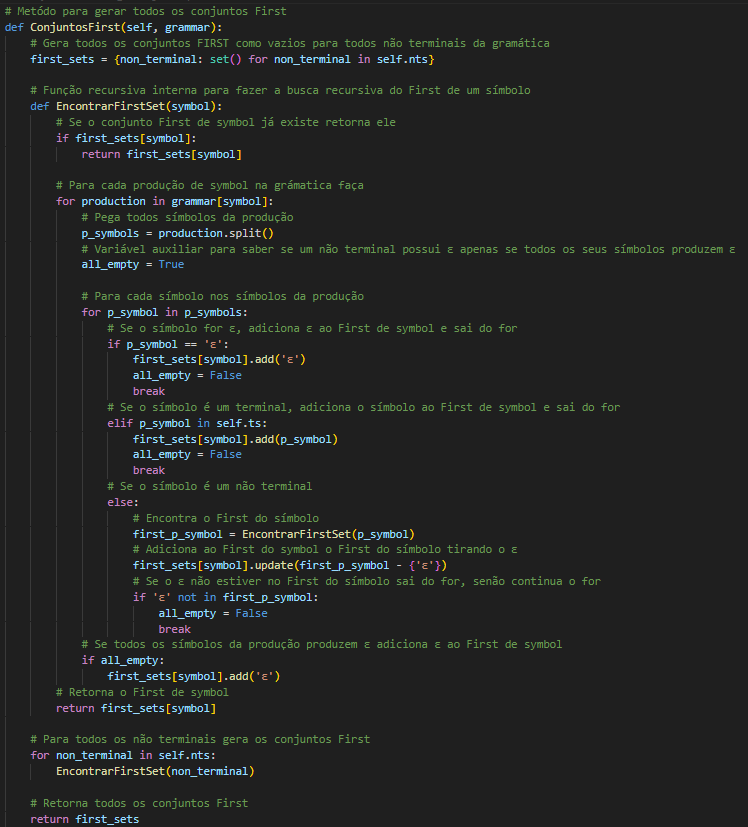 # Metódo para gerar todos os conjuntos First
def ConjuntosFirst(self, grammar):
    # Gera todos os conjuntos FIRST como vazios para todos não terminais da gramática
    first_sets = {non_terminal: set() for non_terminal in self.nts}

    # Função recursiva interna para fazer a busca recursiva do First de um símbolo
    def EncontrarFirstSet(symbol):
        # Se o conjunto First de symbol já existe retorna ele
        if first_sets[symbol]:
            return first_sets[symbol]

        # Para cada produção de symbol na grámatica faça
        for production in grammar[symbol]:
            # Pega todos símbolos da produção
            p_symbols = production.split()
            # Variável auxiliar para saber se um não terminal possui ε apenas se todos os seus símbolos produzem ε
            all_empty = True

            # Para cada símbolo nos símbolos da produção
            for p_symbol in p_symbols:
                # Se o símbolo for ε, adiciona ε ao First de symbol e sai do for
                if p_symbol == 'ε':
                    first_sets[symbol].add('ε')
                    all_empty = False
                    break
                # Se o símbolo é um terminal, adiciona o símbolo ao First de symbol e sai do for
                elif p_symbol in self.ts:
                    first_sets[symbol].add(p_symbol)
                    all_empty = False
                    break
                # Se o símbolo é um não terminal
                else:
                    # Encontra o First do símbolo
                    first_p_symbol = EncontrarFirstSet(p_symbol)
                    # Adiciona ao First do symbol o First do símbolo tirando o ε
                    first_sets[symbol].update(first_p_symbol - {'ε'})
                    # Se o ε não estiver no First do símbolo sai do for, senão continua o for
                    if 'ε' not in first_p_symbol:
                        all_empty = False
                        break
            # Se todos os símbolos da produção produzem ε adiciona ε ao First de symbol
            if all_empty:
                first_sets[symbol].add('ε')
        # Retorna o First de symbol
        return first_sets[symbol]

    # Para todos os não terminais gera os conjuntos First
    for non_terminal in self.nts:
        EncontrarFirstSet(non_terminal)

    # Retorna todos os conjuntos First
    return first_sets